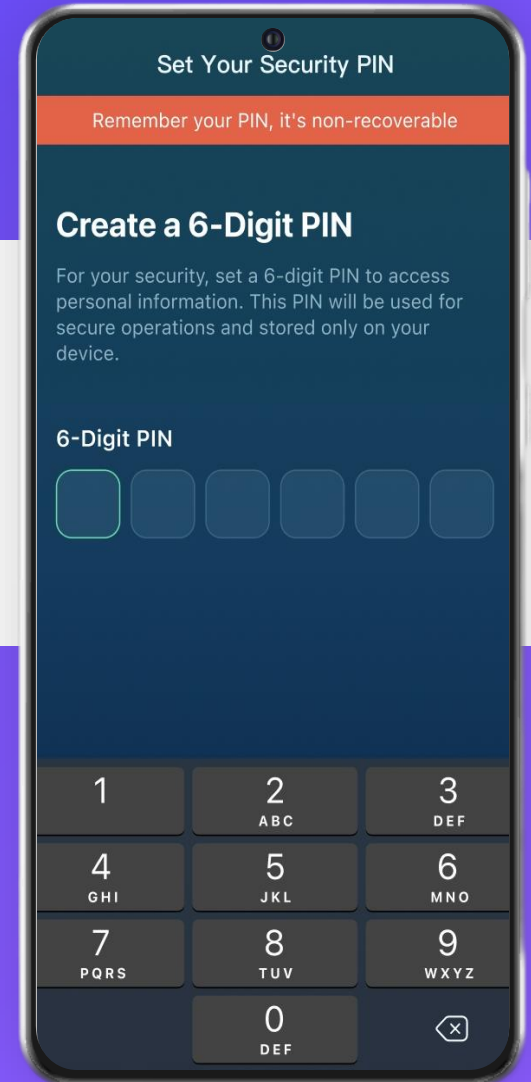 Set Your Security PIN
Remember your PIN, it's non-recoverable
Create a 6-Digit PIN
For your security, set a 6-digit PIN to access
personal information. This PIN will be used for
secure operations and stored only on your
device.
6-Digit PIN
1 2 3
ABC DEF
4 5 6
GHI JKL MNO
7 8 9
PQRS TUV WXYZ
0
DEF